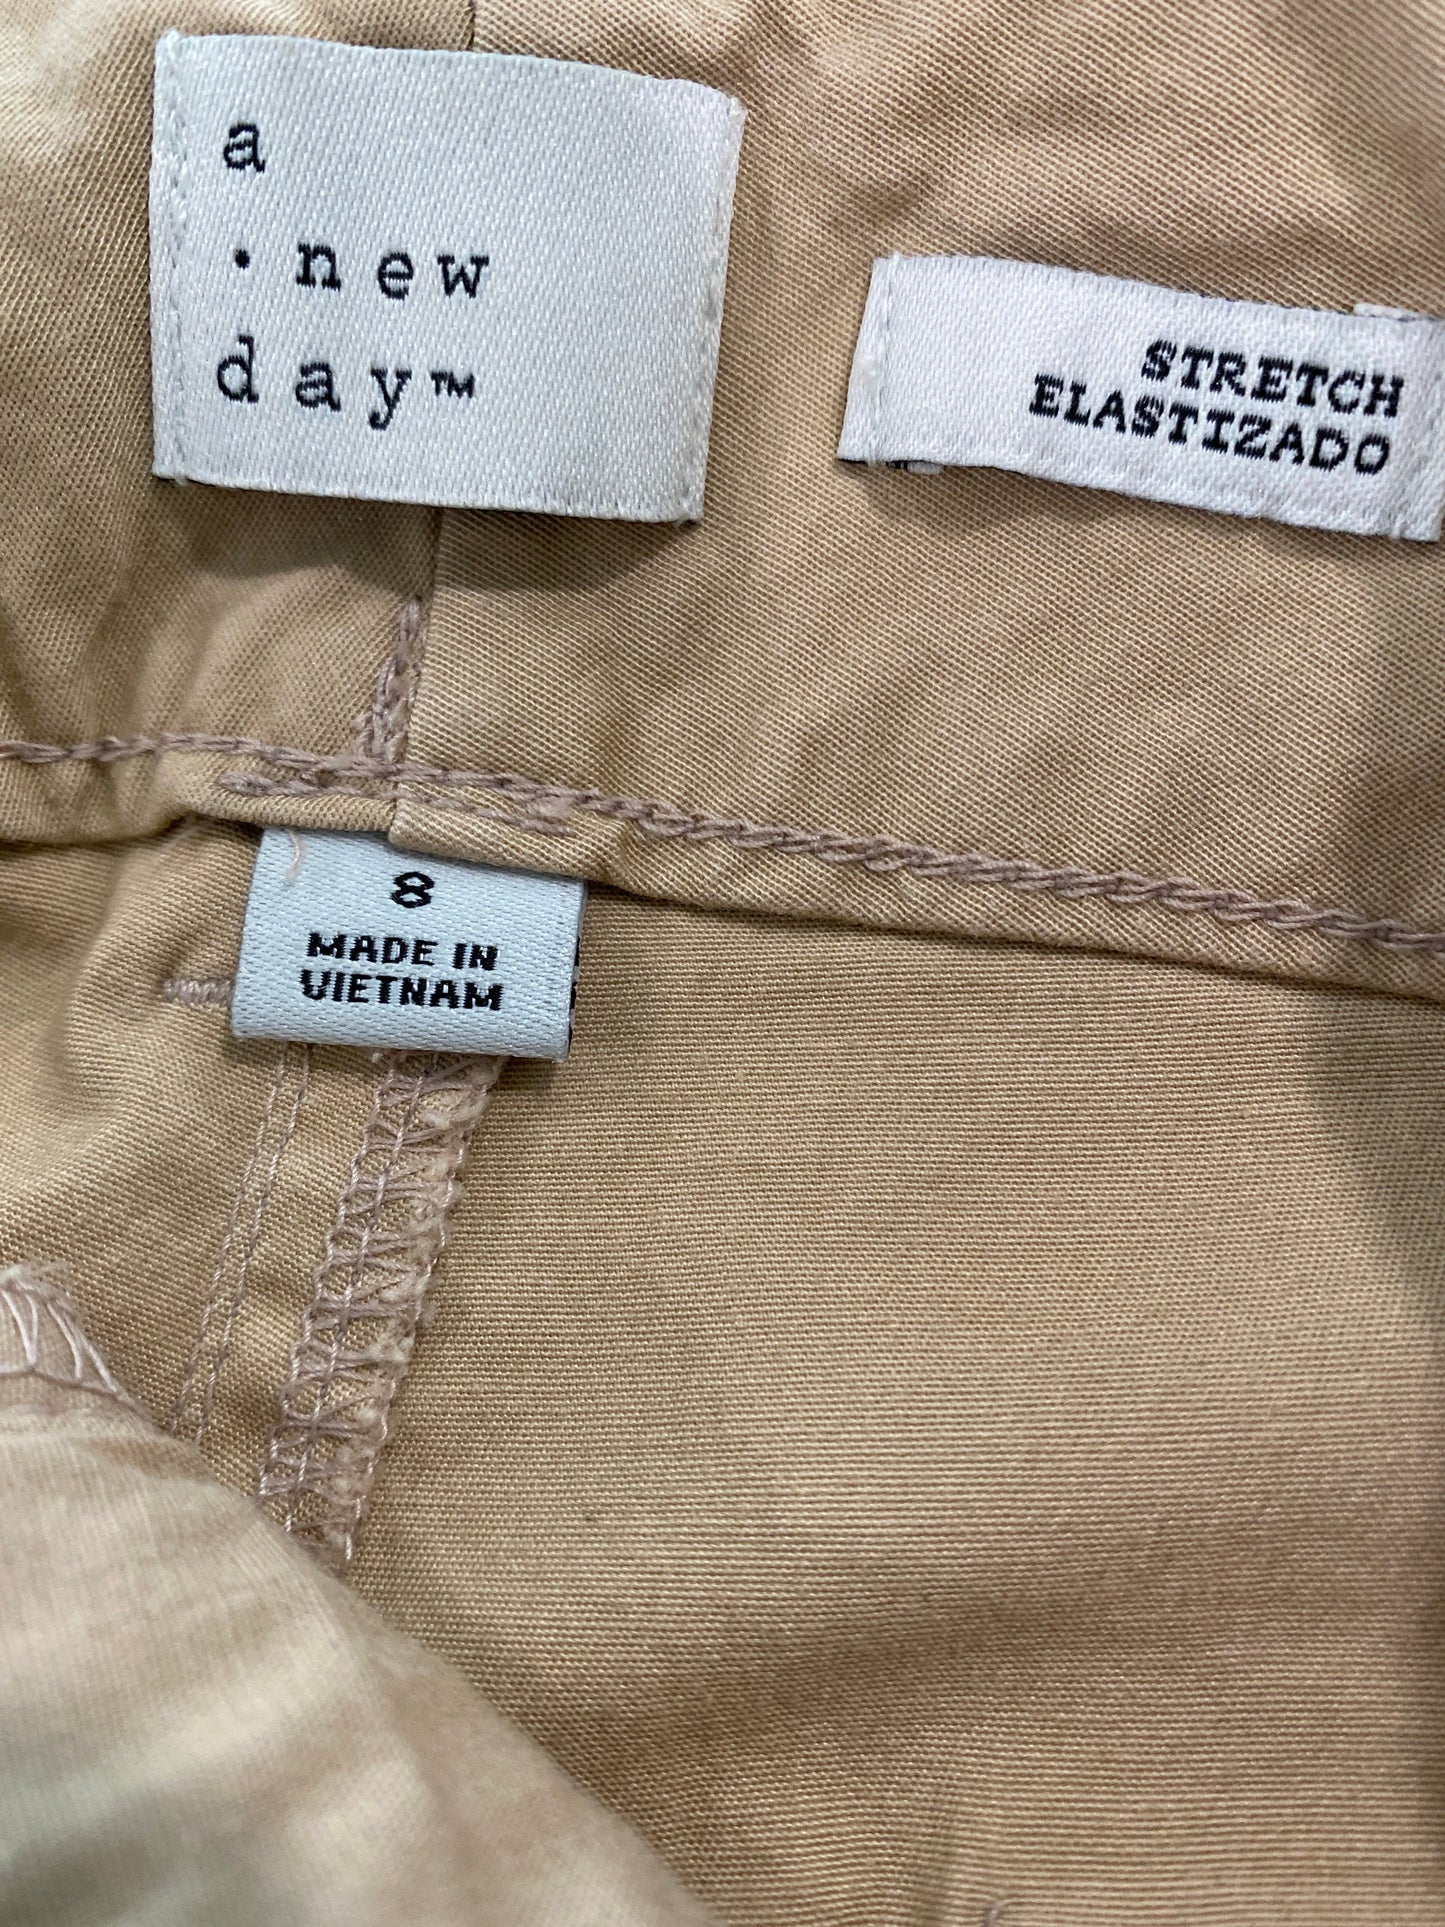 a
· new
day™
STRETCH
ELASTIZADO
8
MADE IN
VIETNAM